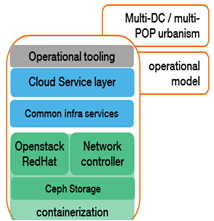 Multi-DC / multi-
POP urbanism
operational
model
Operational tooling
Cloud Service layer
Common infra services
Openstack
RedHat
Network
controller
Ceph Storage
containerization